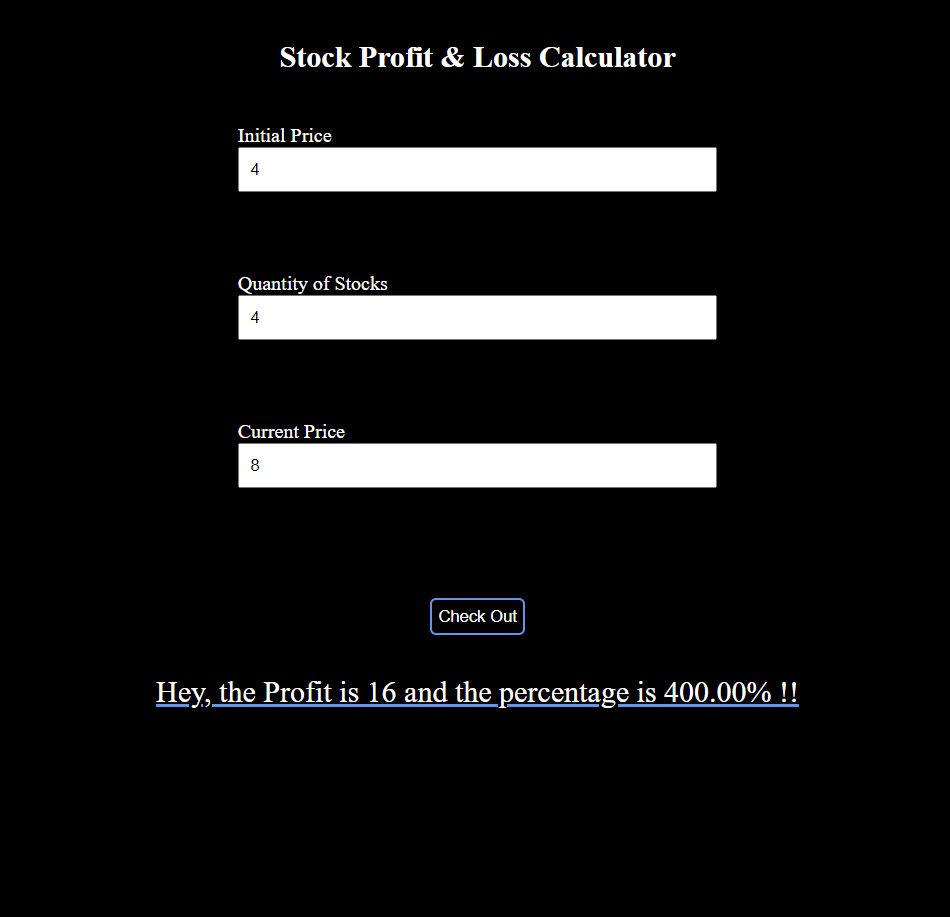 Stock Profit & Loss Calculator
Initial Price
4
Quantity of Stocks
4
Current Price
8
Check Out
Hey, the Profit is 16 and the percentage is 400.00% !!